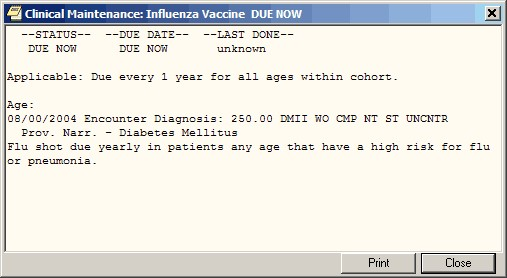 Clinical Maintenance: Influenza Vaccine  DUE NOW
--STATUS--  --DUE DATE--  --LAST DONE--
DUE NOW  DUE NOW  unknown
Applicable: Due every 1 year for all ages within cohort.
Age:
08/00/2004 Encounter Diagnosis: 250.00 DMII WO CMP NT ST UNCNTR
Prov. Narr. - Diabetes Mellitus
Flu shot due yearly in patients any age that have a high risk for flu
or pneumonia.
Print  Close